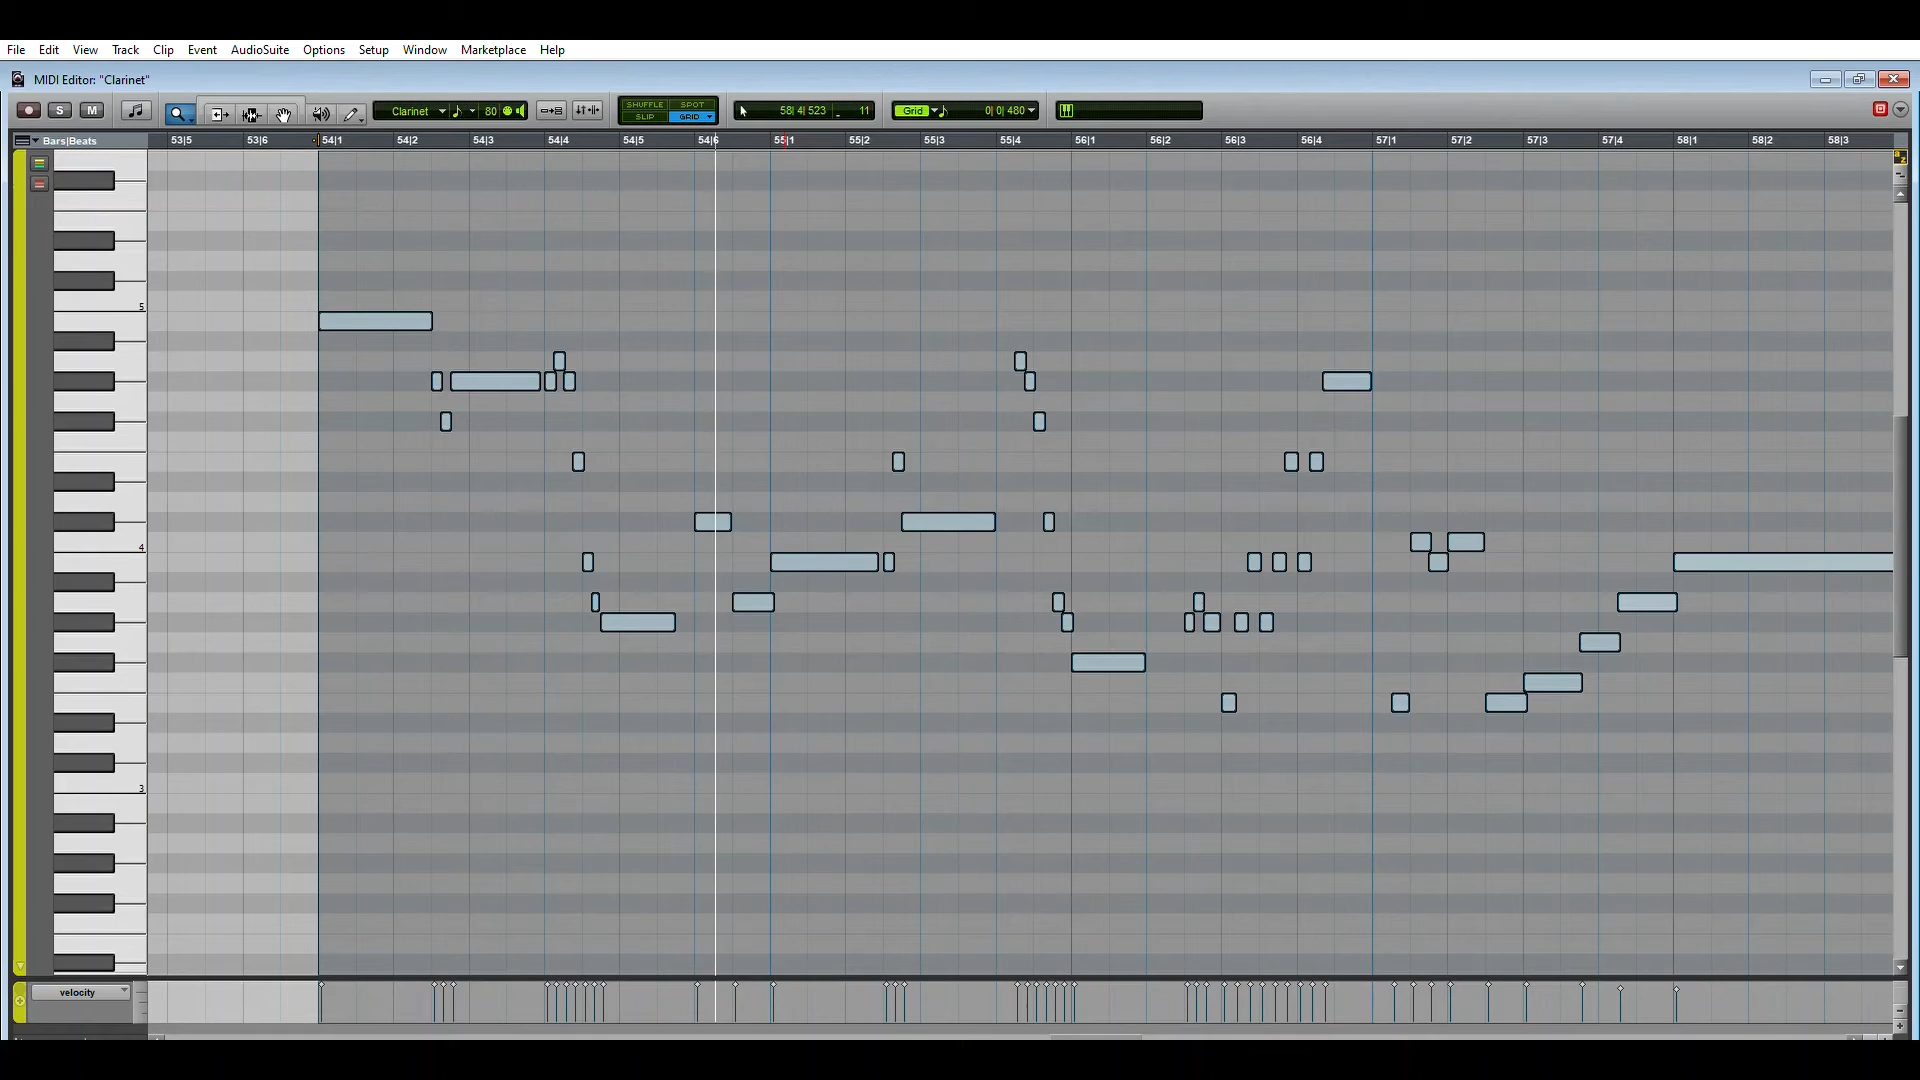 File Edit View Track Clip Event AudioSuite Options Setup Window Marketplace Help
MIDI Editor: "Clarinet"
S M Clarinet 80 SHUFFLE SPOT 58| 4| 523 11 Grid 0| 0| 480
SLIP GRID
Bars|Beats 53|5 53|6 54|1 54|2 54|3 54|4 54|5 54|6 55|1 55|2 55|3 55|4 56|1 56|2 56|3 56|4 57|1 57|2 57|3 57|4 58|1 58|2 58|3
a
z
5
4
3
velocity